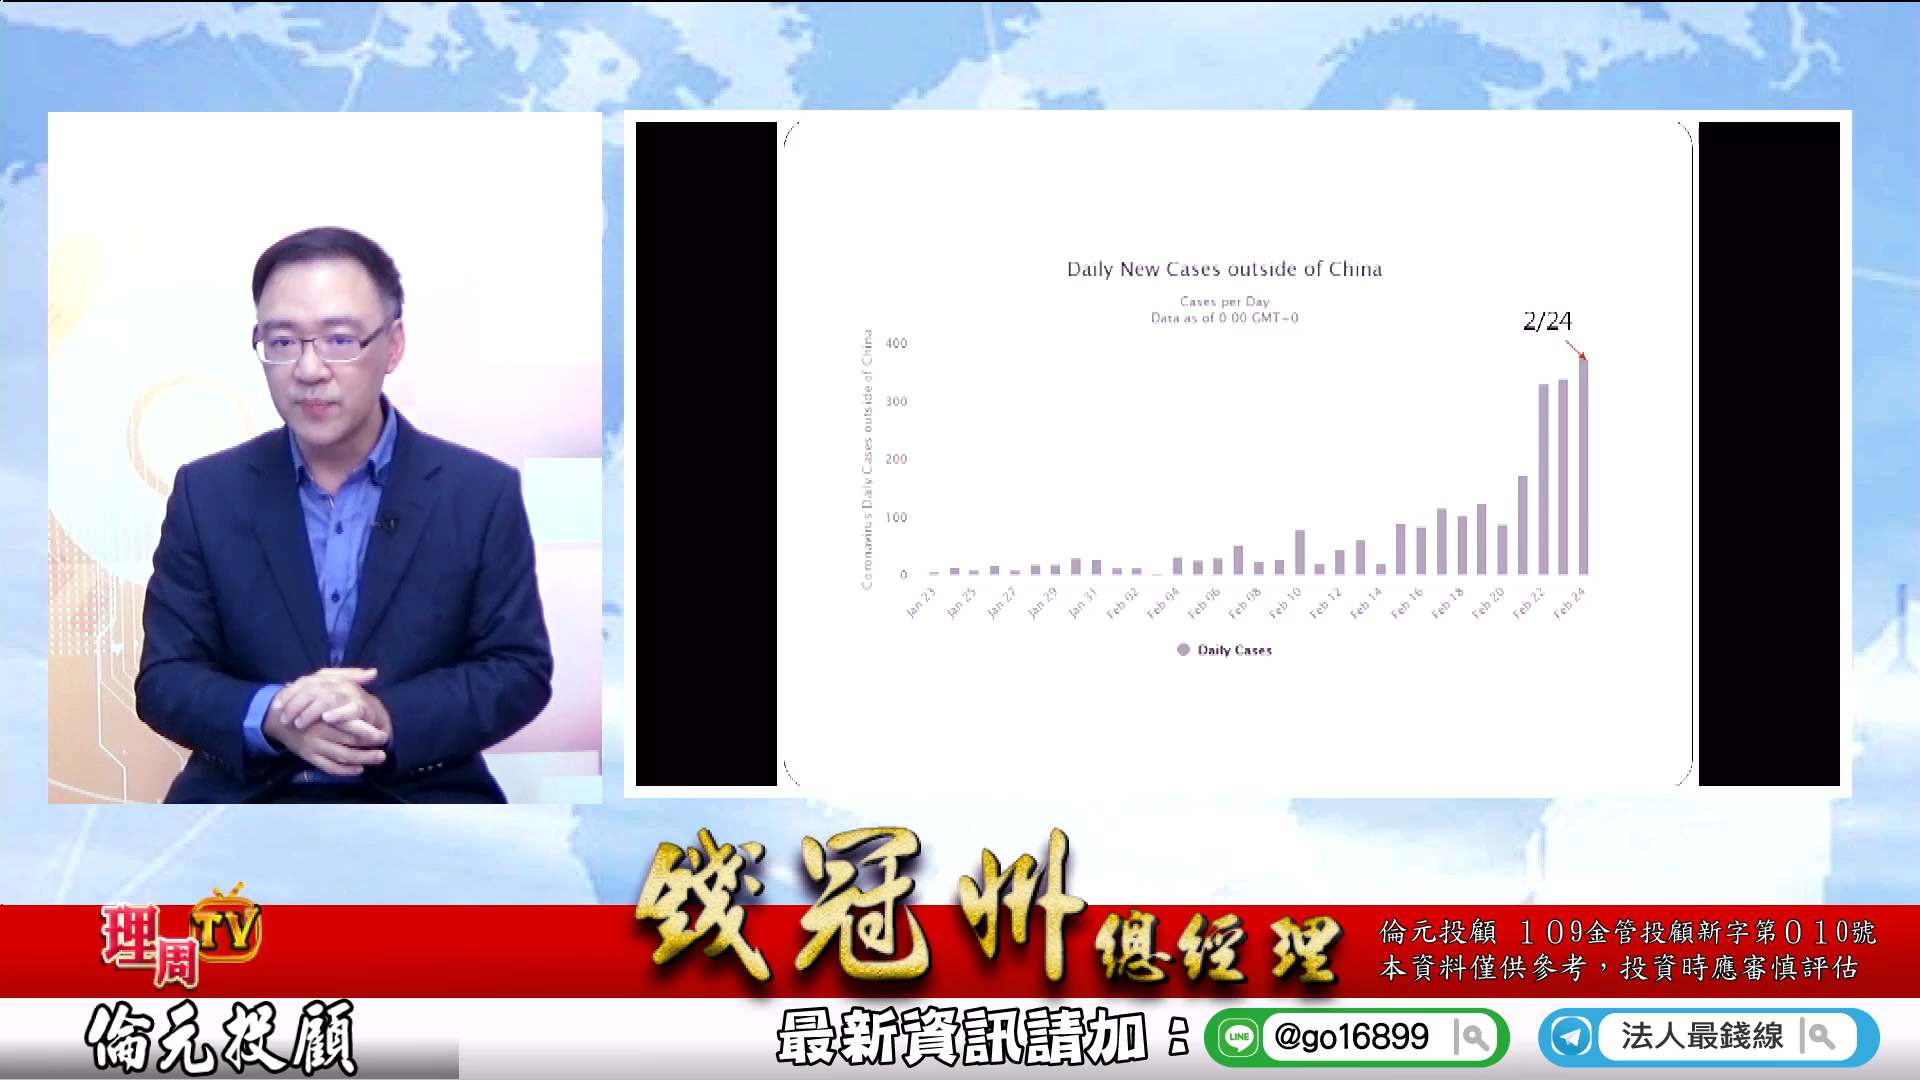 Daily New Cases outside of China
Cases per Day
Data as of 0:00 GMT+0
2/24
Coronavirus Daily Cases outside of China
400
300
200
100
0
Jan 23
Jan 25
Jan 27
Jan 29
Jan 31
Feb 02
Feb 04
Feb 06
Feb 08
Feb 10
Feb 12
Feb 14
Feb 16
Feb 18
Feb 20
Feb 22
Feb 24
Daily Cases
理周TV
錢冠州總經理
倫元投顧 109金管投顧新字第010號
本資料僅供參考，投資時應審慎評估
倫元投顧
最新資訊請加：
LINE
@go16899
法人最錢線